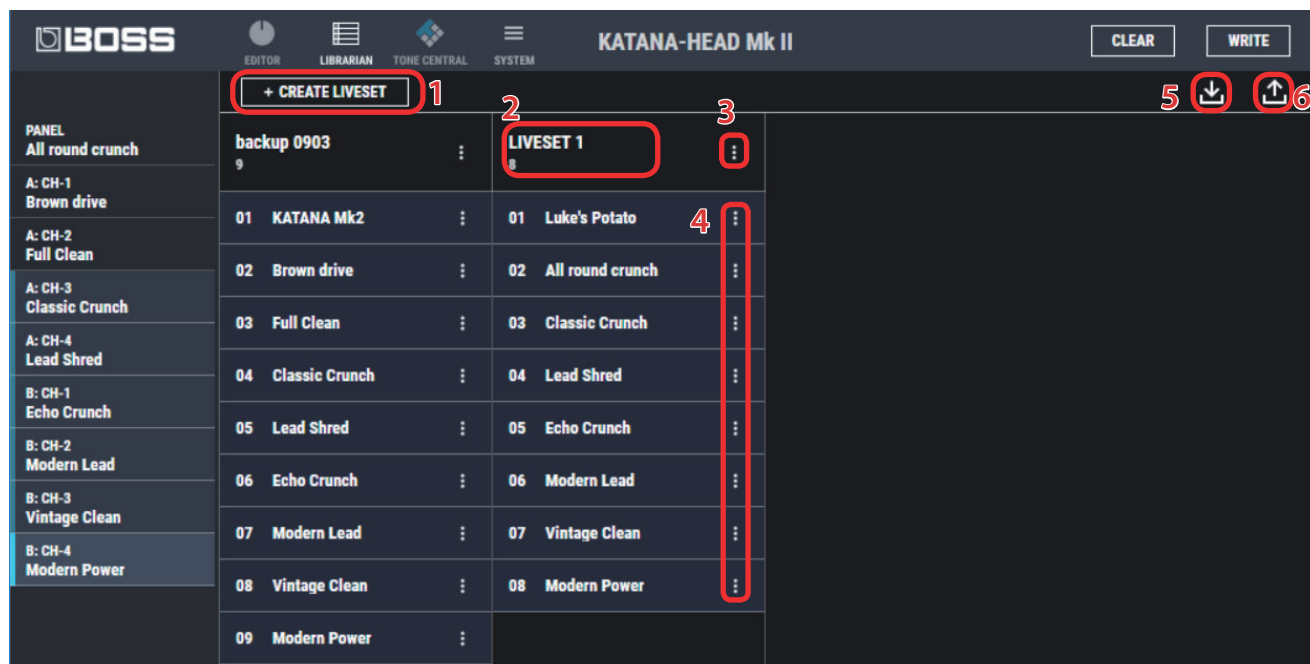 BOSS
EDITOR
LIBRARIAN
TONE CENTRAL
SYSTEM
KATANA-HEAD Mk II
CLEAR
WRITE
+ CREATE LIVESET
1
5
6
PANEL
All round crunch
A: CH-1
Brown drive
A: CH-2
Full Clean
A: CH-3
Classic Crunch
A: CH-4
Lead Shred
B: CH-1
Echo Crunch
B: CH-2
Modern Lead
B: CH-3
Vintage Clean
B: CH-4
Modern Power
backup 0903
9
01 KATANA Mk2
02 Brown drive
03 Full Clean
04 Classic Crunch
05 Lead Shred
06 Echo Crunch
07 Modern Lead
08 Vintage Clean
09 Modern Power
2
3
LIVESET 1
8
4
01 Luke's Potato
02 All round crunch
03 Classic Crunch
04 Lead Shred
05 Echo Crunch
06 Modern Lead
07 Vintage Clean
08 Modern Power